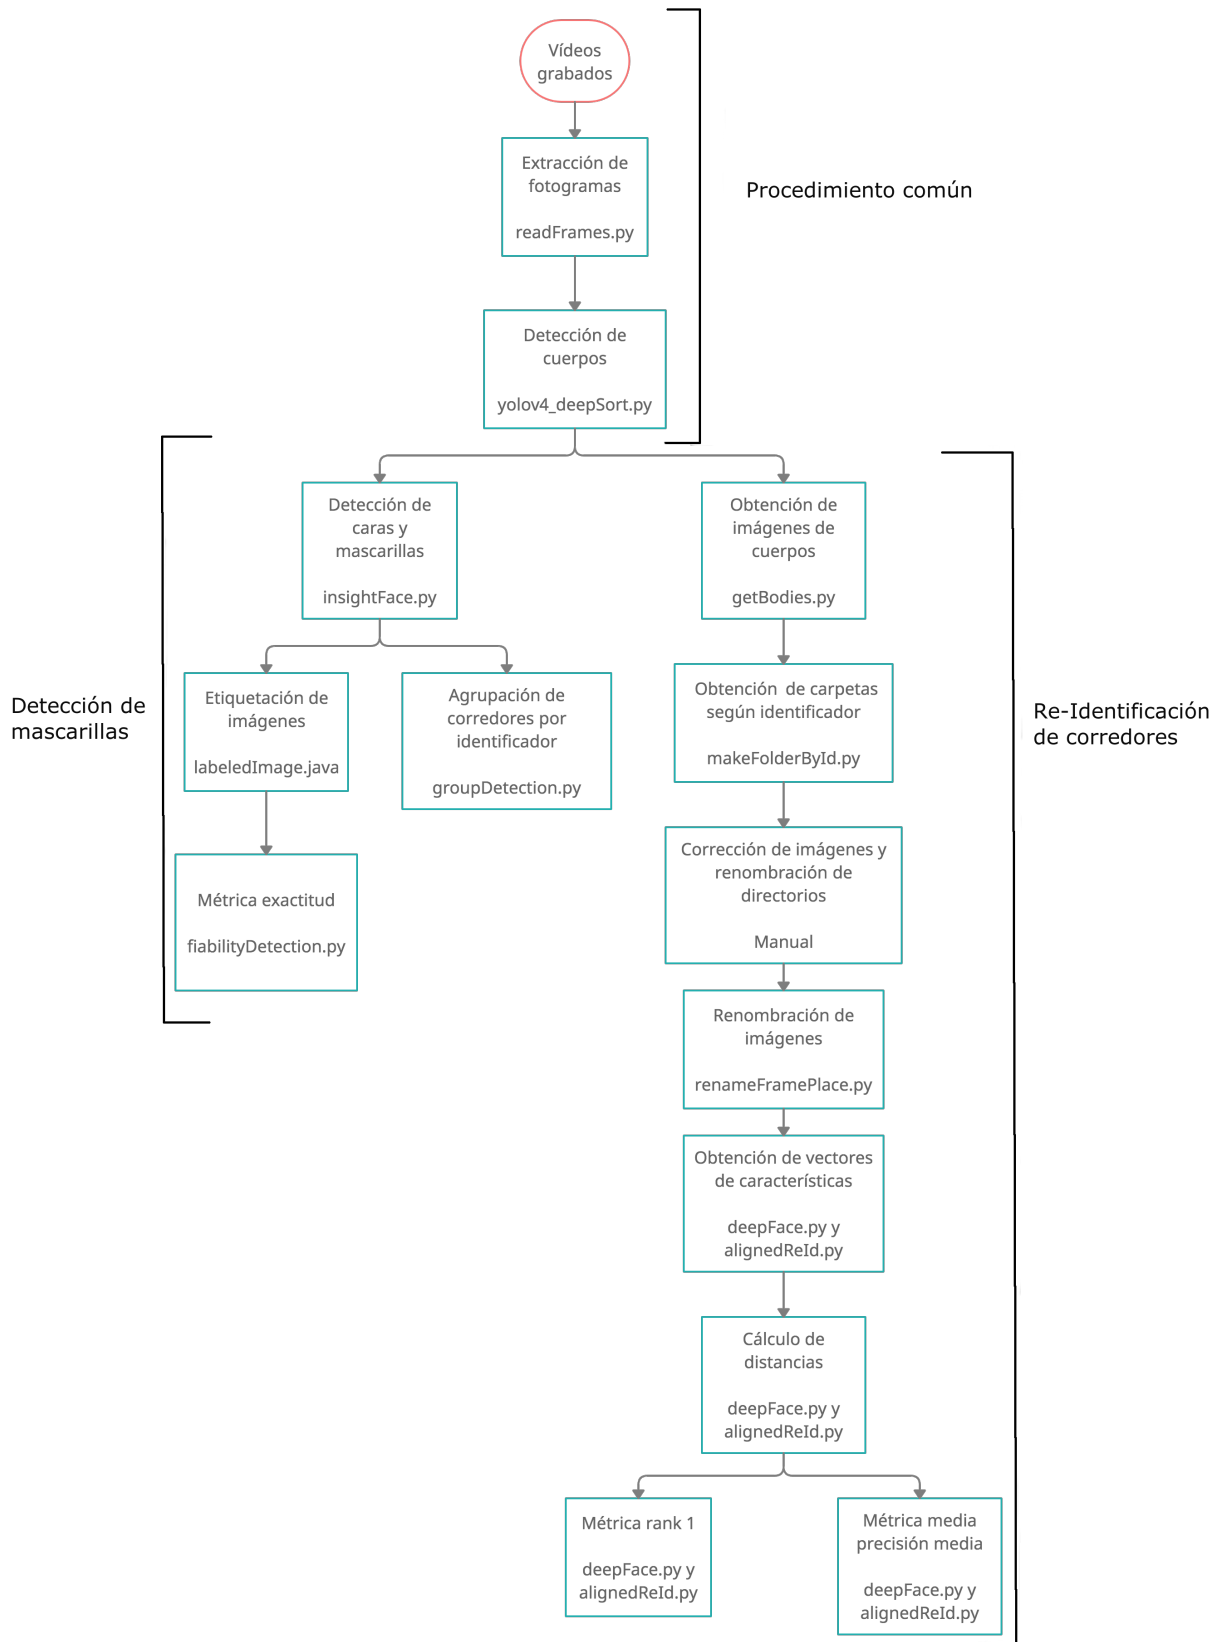 Vídeos
grabados
Extracción de
fotogramas
readFrames.py
Procedimiento común
Detección de
cuerpos
yolov4_deepSort.py
Detección de
caras y
mascarillas
insightFace.py
Etiquetación de
imágenes
labeledImage.java
Agrupación de
corredores por
identificador
groupDetection.py
Métrica exactitud
fiabilityDetection.py
Detección de
mascarillas
Obtención de
imágenes de
cuerpos
getBodies.py
Obtención de carpetas
según identificador
makeFolderById.py
Corrección de imágenes y
renombración de
directorios
Manual
Renombración de
imágenes
renameFramePlace.py
Obtención de vectores
de características
deepFace.py y
alignedReId.py
Cálculo de
distancias
deepFace.py y
alignedReId.py
Métrica rank 1
deepFace.py y
alignedReId.py
Métrica media
precisión media
deepFace.py y
alignedReId.py
Re-Identificación
de corredores